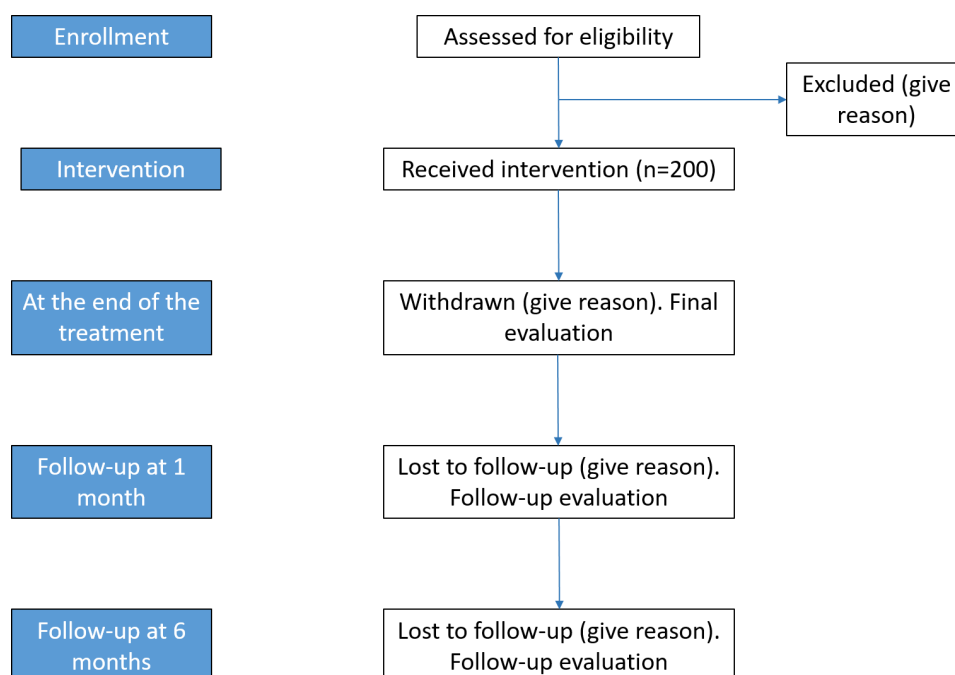 Enrollment
Assessed for eligibility
Excluded (give
reason)
Intervention
Received intervention (n=200)
At the end of the
treatment
Withdrawn (give reason). Final
evaluation
Follow-up at 1
month
Lost to follow-up (give reason).
Follow-up evaluation
Follow-up at 6
months
Lost to follow-up (give reason).
Follow-up evaluation